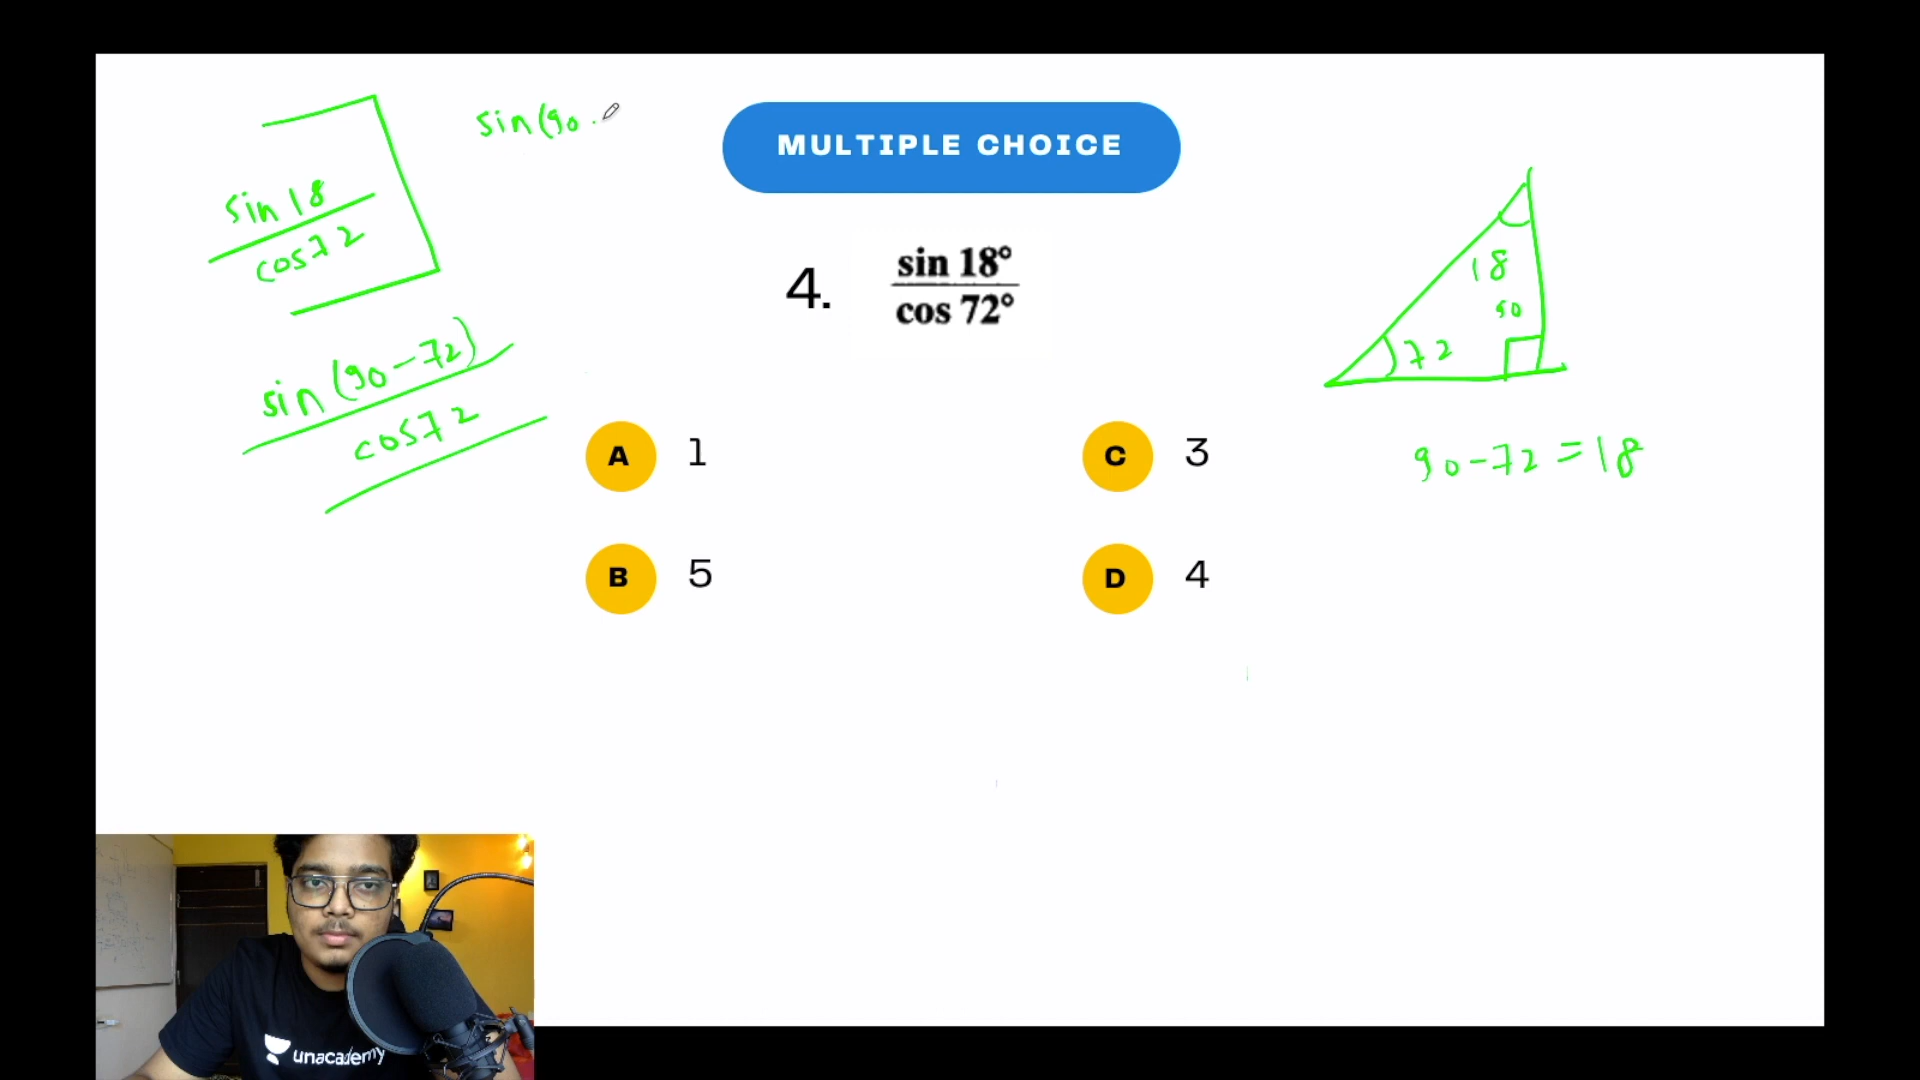 sin(90 -
MULTIPLE CHOICE
sin 18
cos 72
4. sin 18°
cos 72°
18
90
72
sin (90-72)
cos 72
A 1
C 3
90-72=18
B 5
D 4
unacademy